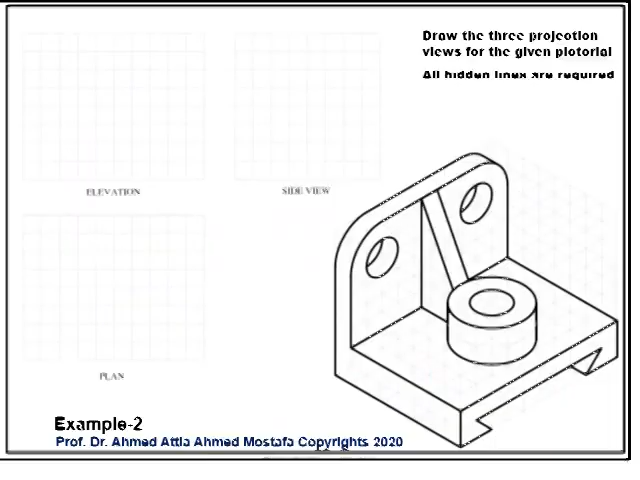 Draw the three projection
views for the given pictorial
All hidden lines are required
ELEVATION
SIDE VIEW
PLAN
Example-2
Prof. Dr. Ahmed Attia Ahmed Mostafa Copyrights 2020